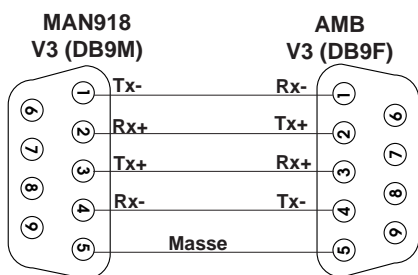 MAN918 AMB
V3 (DB9M) V3 (DB9F)
1 Tx- Rx- 1
6 6
2 Rx+ Tx+ 2
7 7
3 Tx+ Rx+ 3
8 8
4 Rx- Tx- 4
9 9
5 Masse 5